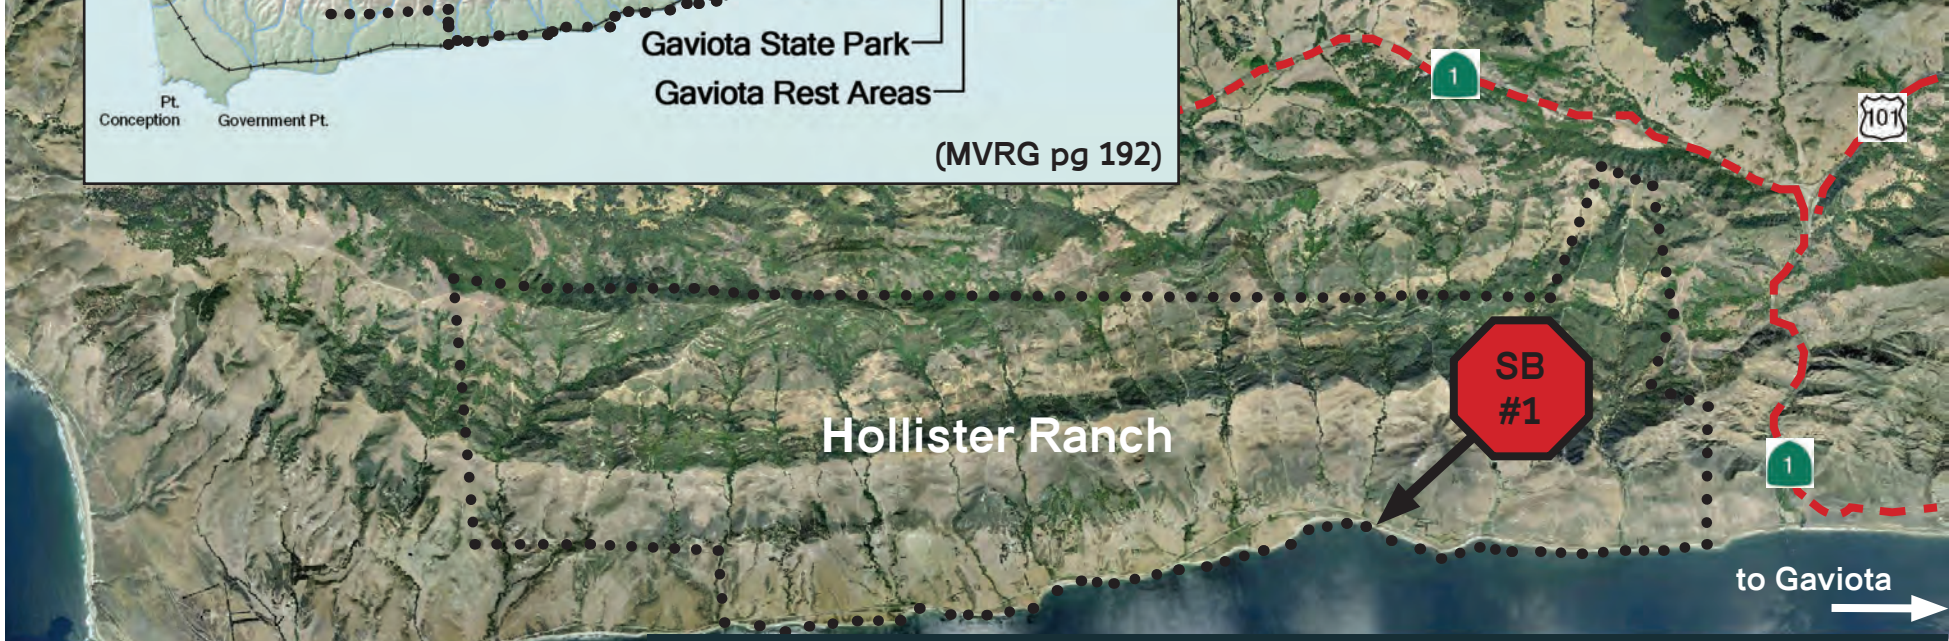 Gaviota State Park
Gaviota Rest Areas
Pt.
Conception
Government Pt.
(MVRG pg 192)
1
101
SB
#1
Hollister Ranch
1
to Gaviota